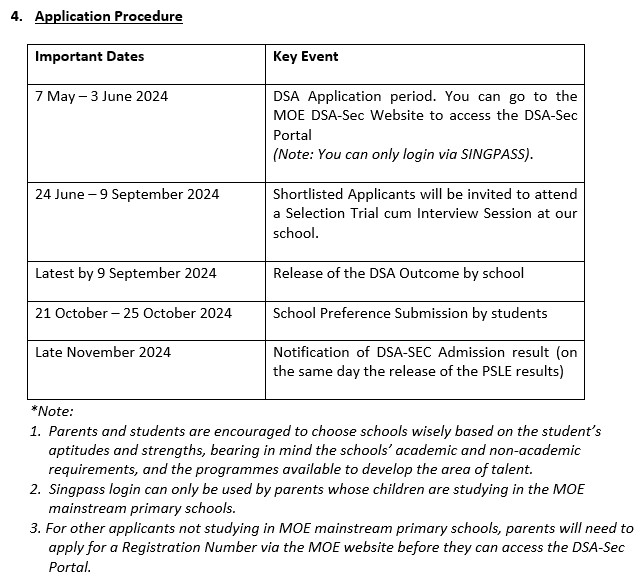 4. Application Procedure
Important Dates
Key Event
7 May – 3 June 2024
DSA Application period. You can go to the
MOE DSA-Sec Website to access the DSA-Sec
Portal
(Note: You can only login via SINGPASS).
24 June – 9 September 2024
Shortlisted Applicants will be invited to attend
a Selection Trial cum Interview Session at our
school.
Latest by 9 September 2024
Release of the DSA Outcome by school
21 October – 25 October 2024
School Preference Submission by students
Late November 2024
Notification of DSA-SEC Admission result (on
the same day the release of the PSLE results)
*Note:
1. Parents and students are encouraged to choose schools wisely based on the student’s
aptitudes and strengths, bearing in mind the schools’ academic and non-academic
requirements, and the programmes available to develop the area of talent.
2. Singpass login can only be used by parents whose children are studying in the MOE
mainstream primary schools.
3. For other applicants not studying in MOE mainstream primary schools, parents will need to
apply for a Registration Number via the MOE website before they can access the DSA-Sec
Portal.